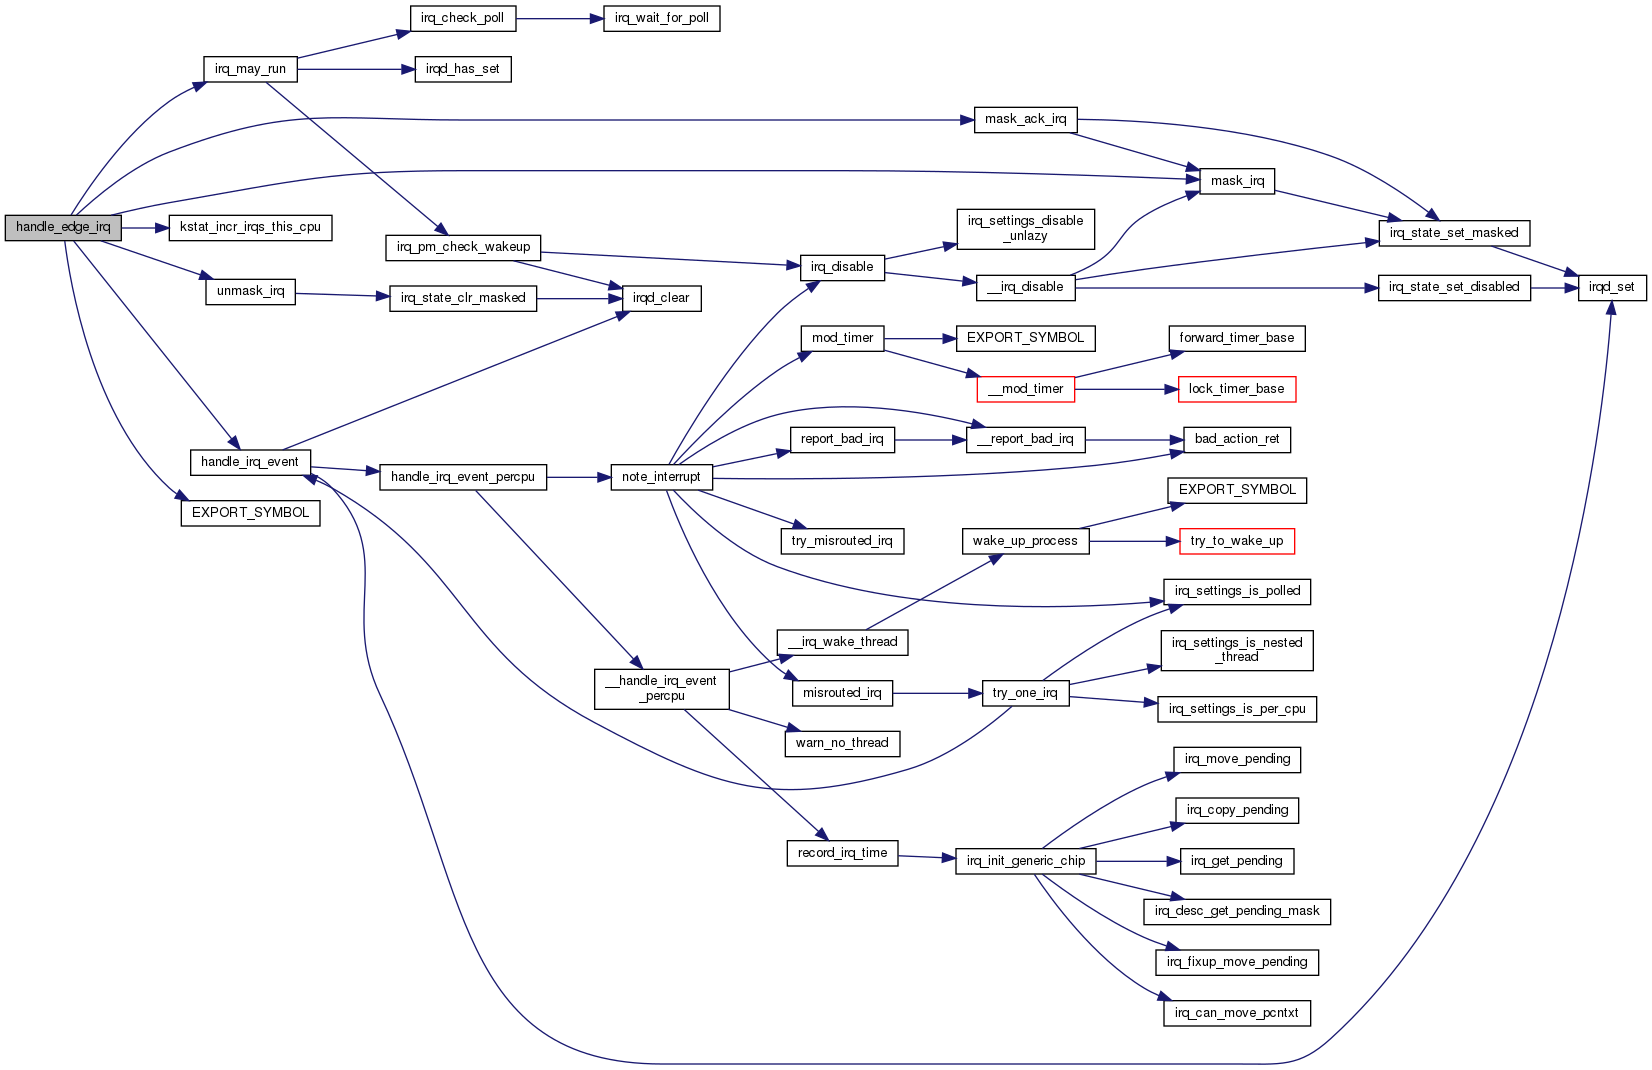 irq_check_poll
irq_wait_for_poll
irq_may_run
irqd_has_set
mask_ack_irq
mask_irq
handle_edge_irq
kstat_incr_irqs_this_cpu
irq_settings_disable
_unlazy
irq_state_set_masked
irq_pm_check_wakeup
irq_disable
unmask_irq
irq_state_clr_masked
irqd_clear
__irq_disable
irq_state_set_disabled
irqd_set
mod_timer
EXPORT_SYMBOL
forward_timer_base
__mod_timer
lock_timer_base
report_bad_irq
__report_bad_irq
bad_action_ret
handle_irq_event
handle_irq_event_percpu
note_interrupt
EXPORT_SYMBOL
EXPORT_SYMBOL
try_misrouted_irq
wake_up_process
try_to_wake_up
irq_settings_is_polled
__irq_wake_thread
irq_settings_is_nested
_thread
__handle_irq_event
_percpu
misrouted_irq
try_one_irq
irq_settings_is_per_cpu
warn_no_thread
irq_move_pending
irq_copy_pending
record_irq_time
irq_init_generic_chip
irq_get_pending
irq_desc_get_pending_mask
irq_fixup_move_pending
irq_can_move_pcntxt